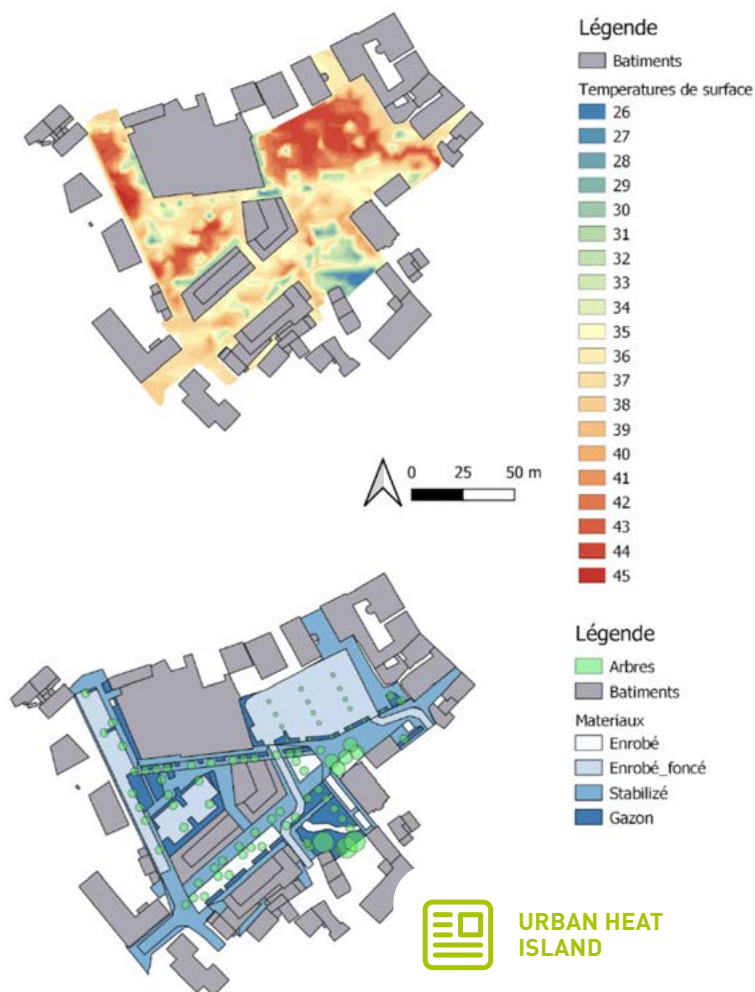 Légende
Batiments
Temperatures de surface
26
27
28
29
30
31
32
33
34
35
36
37
38
39
40
41
42
43
44
45
0 25 50 m
Légende
Arbres
Batiments
Materiaux
Enrobé
Enrobé_foncé
Stabilizé
Gazon
URBAN HEAT
ISLAND